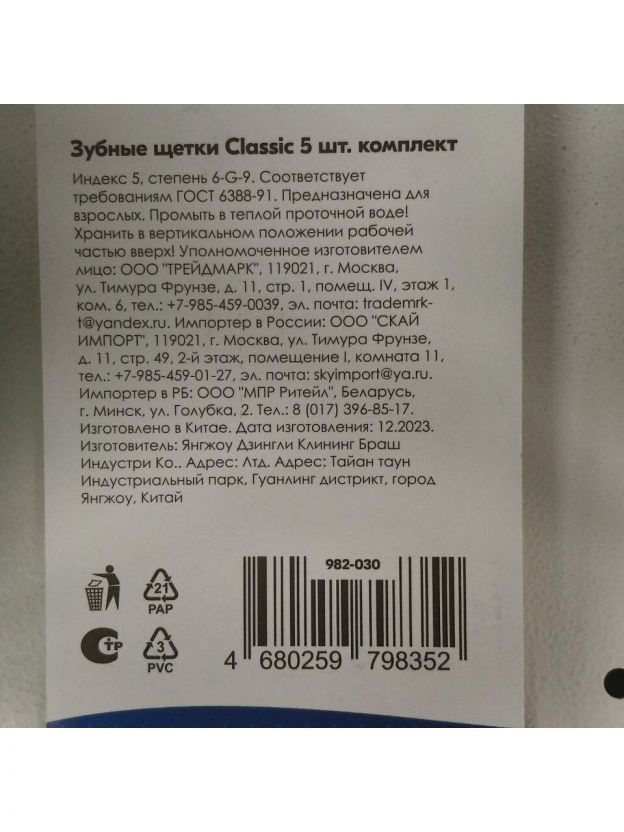 Зубные щетки Classic 5 шт. комплект
Индекс 5, степень 6-G-9. Соответствует
требованиям ГОСТ 6388-91. Предназначена для
взрослых. Промыть в теплой проточной воде!
Хранить в вертикальном положении рабочей
частью вверх! Уполномоченное изготовителем
лицо: ООО "ТРЕЙДМАРК", 119021, г. Москва,
ул. Тимура Фрунзе, д. 11, стр. 1, помещ. IV, этаж 1,
ком. 6, тел.: +7-985-459-0039, эл. почта: trademrk-
t@yandex.ru. Импортер в России: ООО "СКАЙ
ИМПОРТ", 119021, г. Москва, ул. Тимура Фрунзе,
д. 11, стр. 49, 2-й этаж, помещение I, комната 11,
тел.: +7-985-459-01-27, эл. почта: skyimport@ya.ru.
Импортер в РБ: ООО "МПР Ритейл", Беларусь,
г. Минск, ул. Голубка, 2. Тел.: 8 (017) 396-85-17.
Изготовлено в Китае. Дата изготовления: 12.2023.
Изготовитель: Янгжоу Дзингли Клининг Браш
Индустри Ко.. Адрес: Лтд. Адрес: Тайан таун
Индустриальный парк, Гуанлинг дистрикт, город
Янгжоу, Китай
982-030
21
PAP
СТР
3
PVC
4 680259 798352